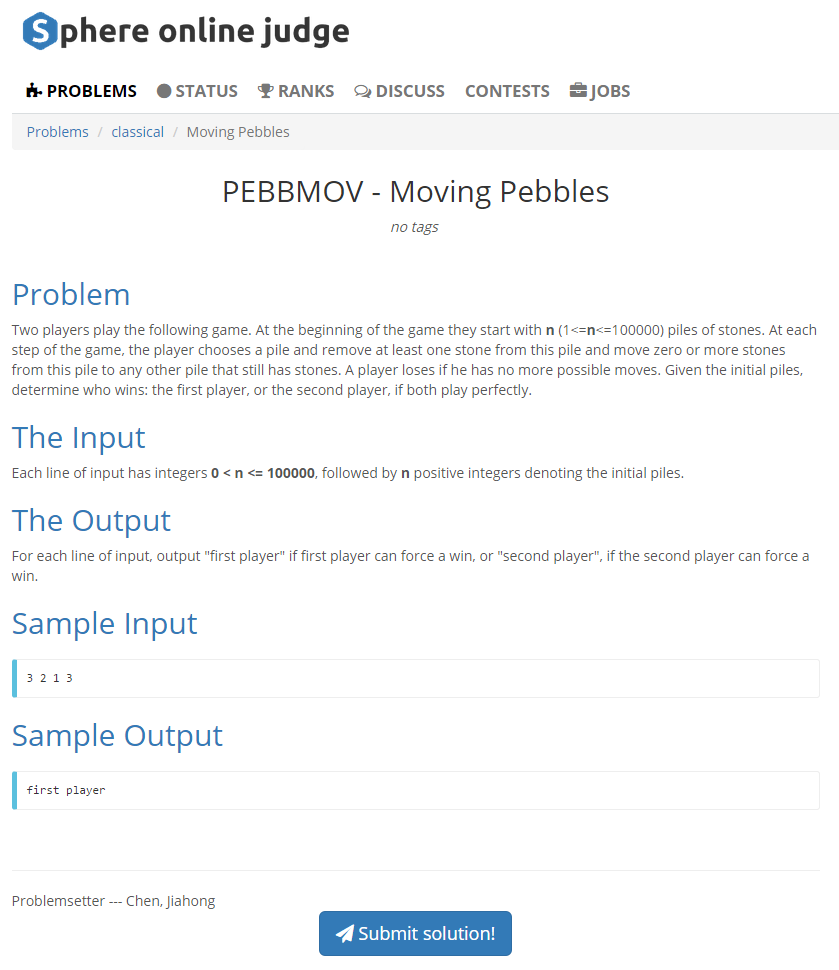 Sphere online judge
PROBLEMS STATUS RANKS DISCUSS CONTESTS JOBS
Problems / classical / Moving Pebbles
PEBBMOV - Moving Pebbles
no tags
Problem
Two players play the following game. At the beginning of the game they start with n (1<=n<=100000) piles of stones. At each
step of the game, the player chooses a pile and remove at least one stone from this pile and move zero or more stones
from this pile to any other pile that still has stones. A player loses if he has no more possible moves. Given the initial piles,
determine who wins: the first player, or the second player, if both play perfectly.
The Input
Each line of input has integers 0 < n <= 100000, followed by n positive integers denoting the initial piles.
The Output
For each line of input, output "first player" if first player can force a win, or "second player", if the second player can force a
win.
Sample Input
3 2 1 3
Sample Output
first player
Problemsetter --- Chen, Jiahong
Submit solution!